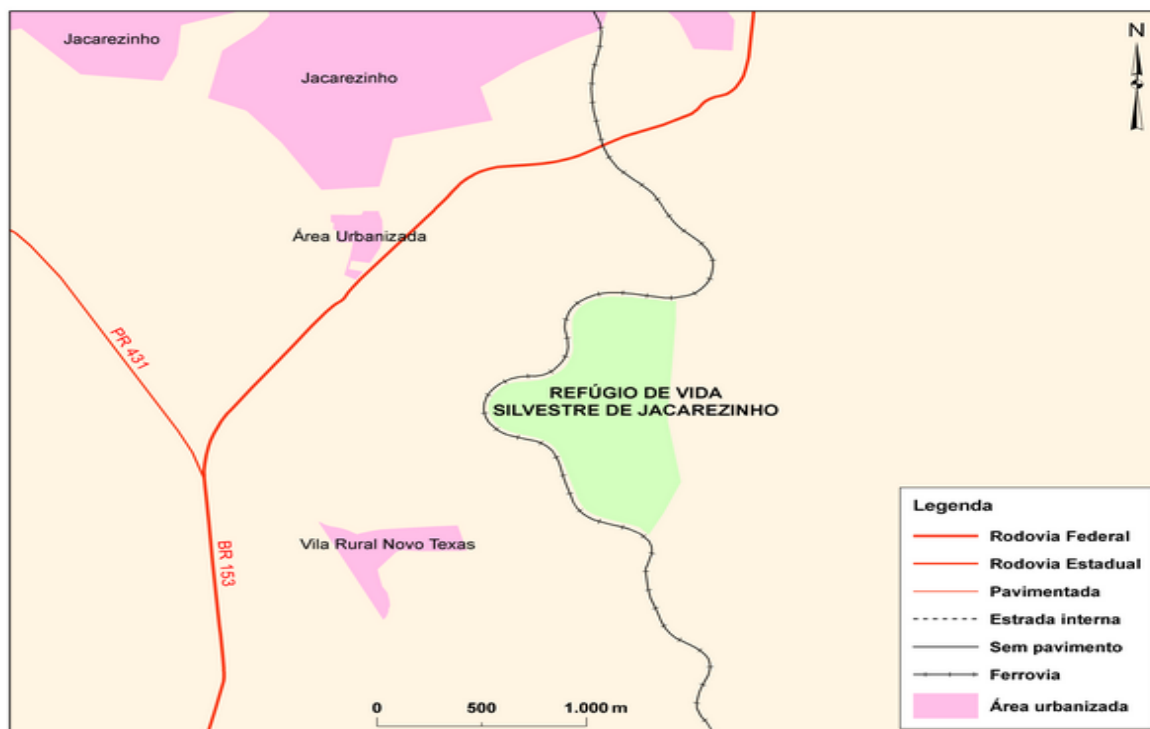 Jacarezinho
N
Jacarezinho
Área Urbanizada
PR 431
REFÚGIO DE VIDA
SILVESTRE DE JACAREZINHO
Vila Rural Novo Texas
BR 153
Legenda
Rodovia Federal
Rodovia Estadual
Pavimentada
Estrada interna
Sem pavimento
Ferrovia
Área urbanizada
0 500 1.000 m